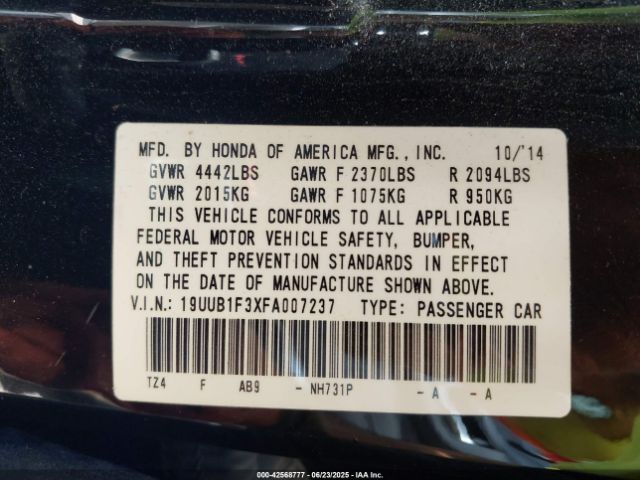 MFD. BY HONDA OF AMERICA MFG., INC. 10/'14
GVWR 4442LBS GAWR F 2370LBS R 2094LBS
GVWR 2015KG GAWR F 1075KG R 950KG
THIS VEHICLE CONFORMS TO ALL APPLICABLE
FEDERAL MOTOR VEHICLE SAFETY, BUMPER,
AND THEFT PREVENTION STANDARDS IN EFFECT
ON THE DATE OF MANUFACTURE SHOWN ABOVE.
V.I.N.: 19UUB1F3XFA007237 TYPE: PASSENGER CAR
TZ4 F AB9 - NH731P - A - A
000-42568777 - 06/23/2025 - IAA Inc.